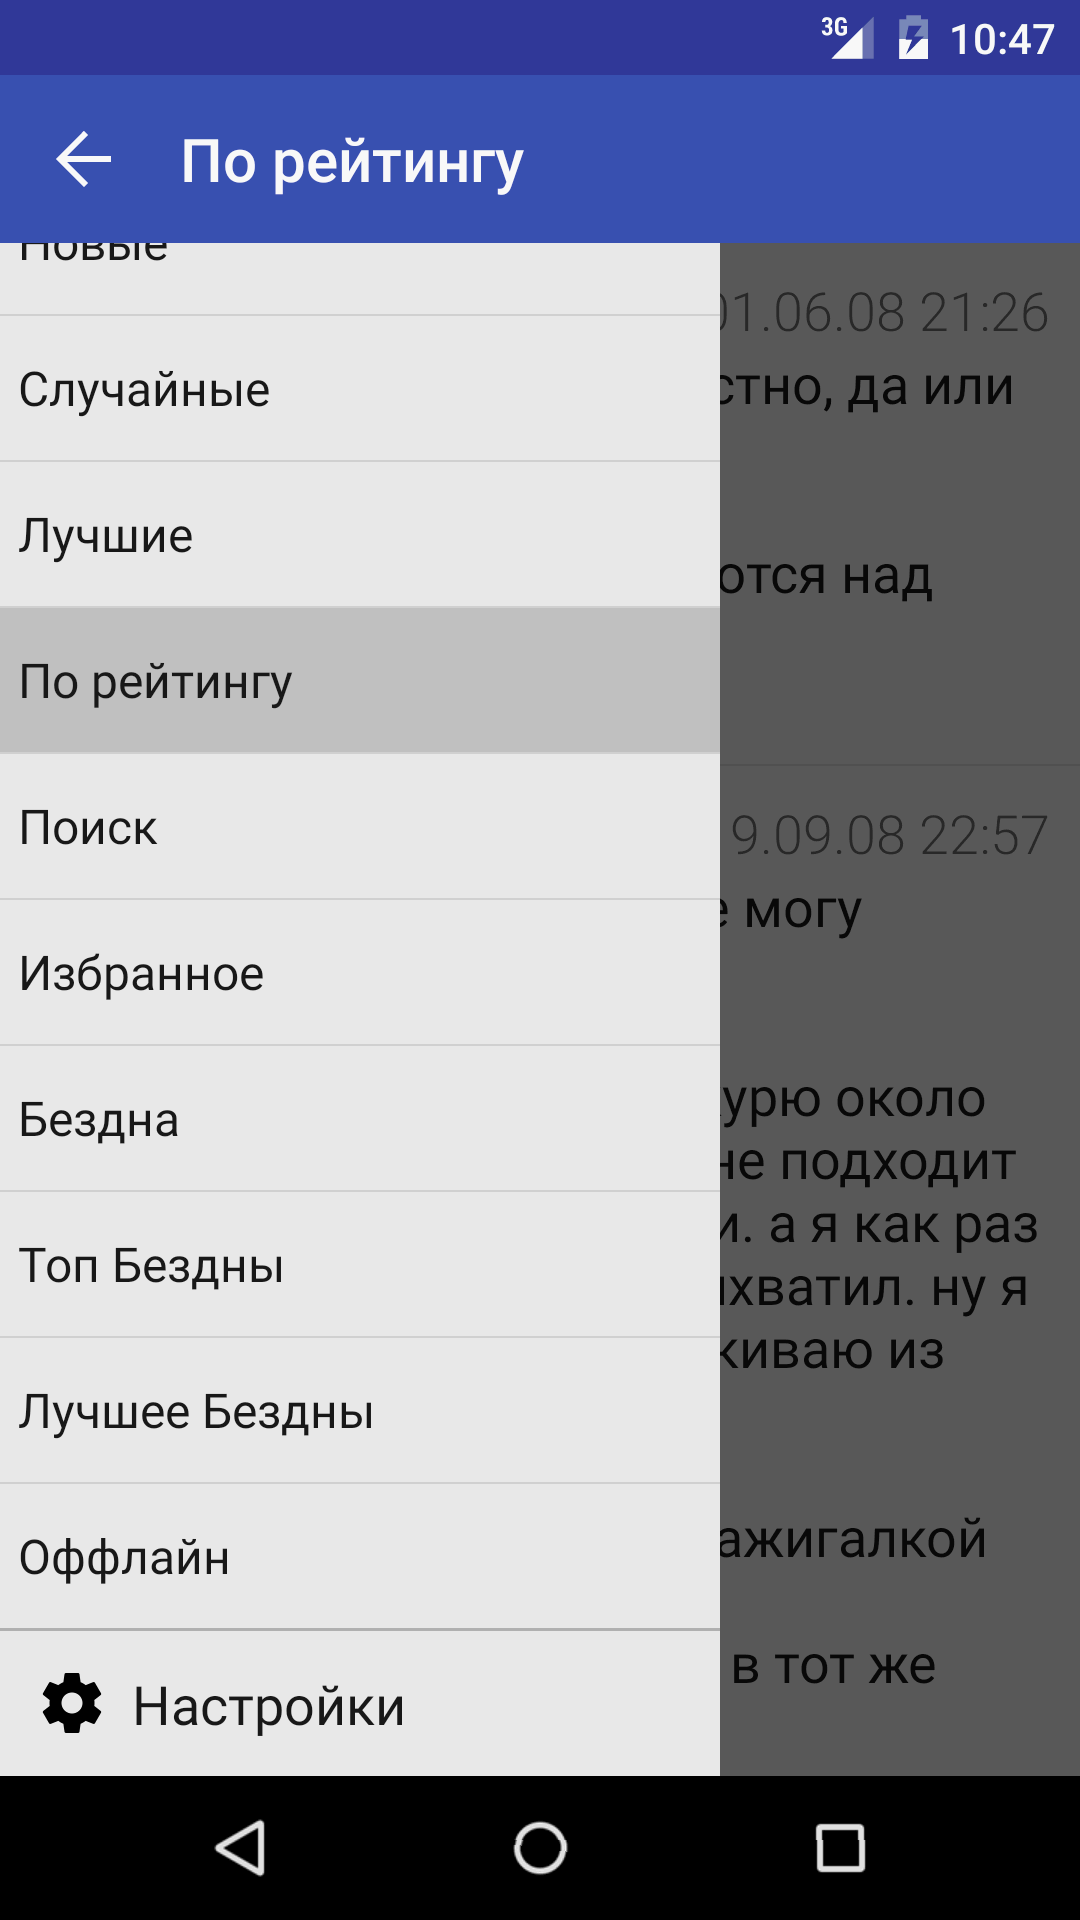 3G 10:47
По рейтингу
Новые
Случайные
Лучшие
По рейтингу
Поиск
Избранное
Бездна
Топ Бездны
Лучшее Бездны
Оффлайн
Настройки
01.06.08 21:26
стно, да или
ются над
9.09.08 22:57
е могу
курю около
не подходит
и. а я как раз
хватил. ну я
киваю из
ажигалкой
в тот же